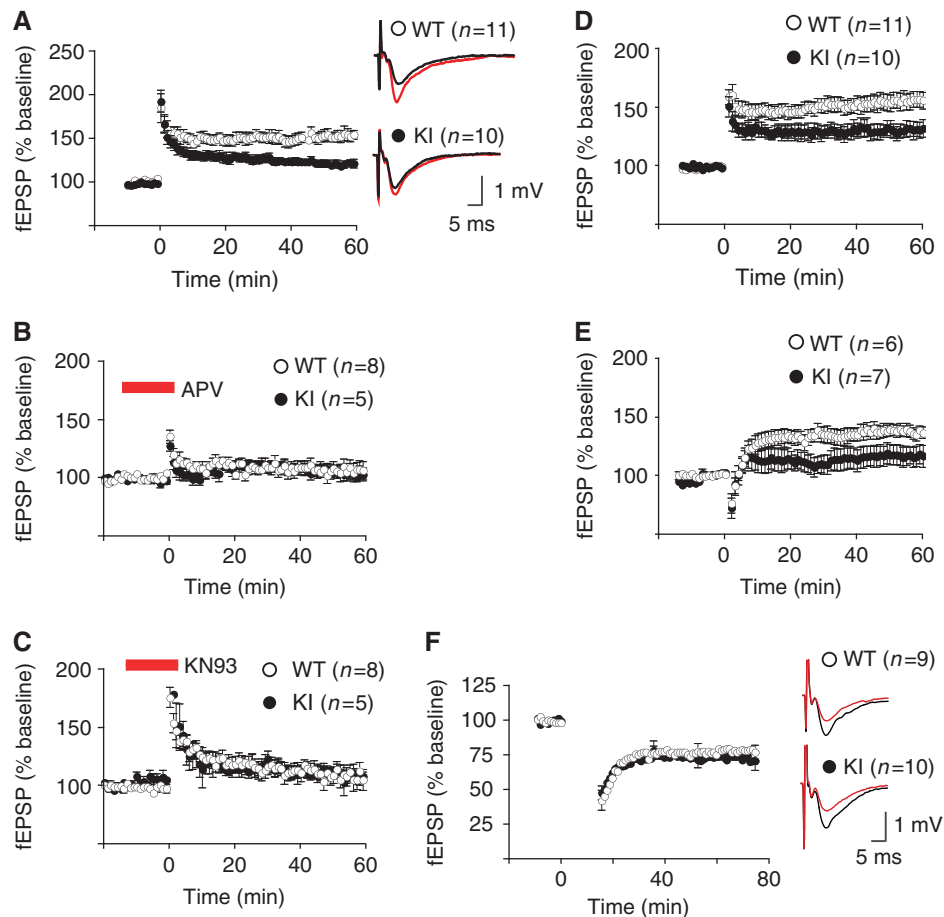 A
fEPSP (% baseline)
250
200
150
100
0
20
40
60
Time (min)
WT (n=11)
KI (n=10)
1 mV
5 ms
B
fEPSP (% baseline)
200
150
100
0
20
40
60
Time (min)
APV
WT (n=8)
KI (n=5)
C
fEPSP (% baseline)
200
150
100
0
20
40
60
Time (min)
KN93
WT (n=8)
KI (n=5)
D
fEPSP (% baseline)
200
150
100
0
20
40
60
Time (min)
WT (n=11)
KI (n=10)
E
fEPSP (% baseline)
200
150
100
0
20
40
60
Time (min)
WT (n=6)
KI (n=7)
F
fEPSP (% baseline)
125
100
75
50
25
0
40
80
Time (min)
WT (n=9)
KI (n=10)
1 mV
5 ms